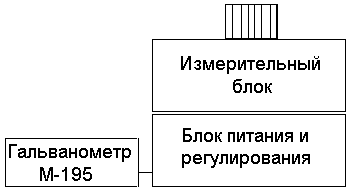 Измерительный
блок
Блок питания и
регулирования
Гальванометр
М-195